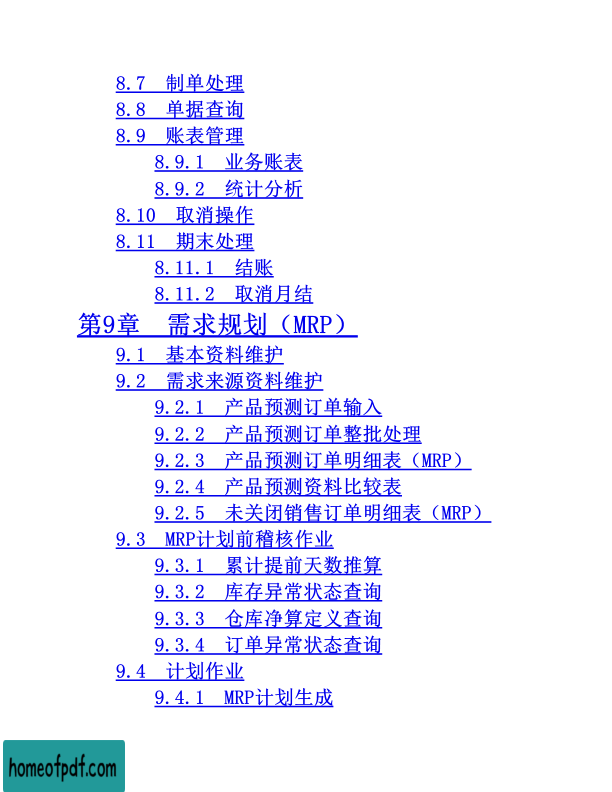 8.7　制单处理
8.8　单据查询
8.9　账表管理
8.9.1　业务账表
8.9.2　统计分析
8.10　取消操作
8.11　期末处理
8.11.1　结账
8.11.2　取消月结
第9章　需求规划（MRP）
9.1　基本资料维护
9.2　需求来源资料维护
9.2.1　产品预测订单输入
9.2.2　产品预测订单整批处理
9.2.3　产品预测订单明细表（MRP）
9.2.4　产品预测资料比较表
9.2.5　未关闭销售订单明细表（MRP）
9.3　MRP计划前稽核作业
9.3.1　累计提前天数推算
9.3.2　库存异常状态查询
9.3.3　仓库净算定义查询
9.3.4　订单异常状态查询
9.4　计划作业
9.4.1　MRP计划生成
homeofpdf.com